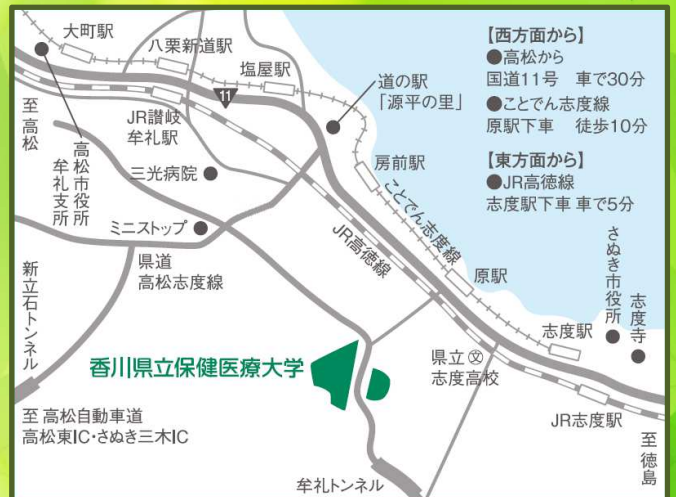 大町駅
八栗新道駅
塩屋駅
【西方面から】
●高松から
国道11号 車で30分
●ことでん志度線
原駅下車 徒歩10分
【東方面から】
●JR高徳線
志度駅下車 車で5分
道の駅
「源平の里」
11
至高松
高松市役所
牟礼支所
JR讃岐
牟礼駅
三光病院
ミニストップ
房前駅
ことでん志度線
JR高徳線
県道
高松志度線
原駅
さぬき市役所
志度寺
新立石トンネル
志度駅
香川県立保健医療大学
県立文
志度高校
至 高松自動車道
高松東IC・さぬき三木IC
JR志度駅
至徳島
牟礼トンネル